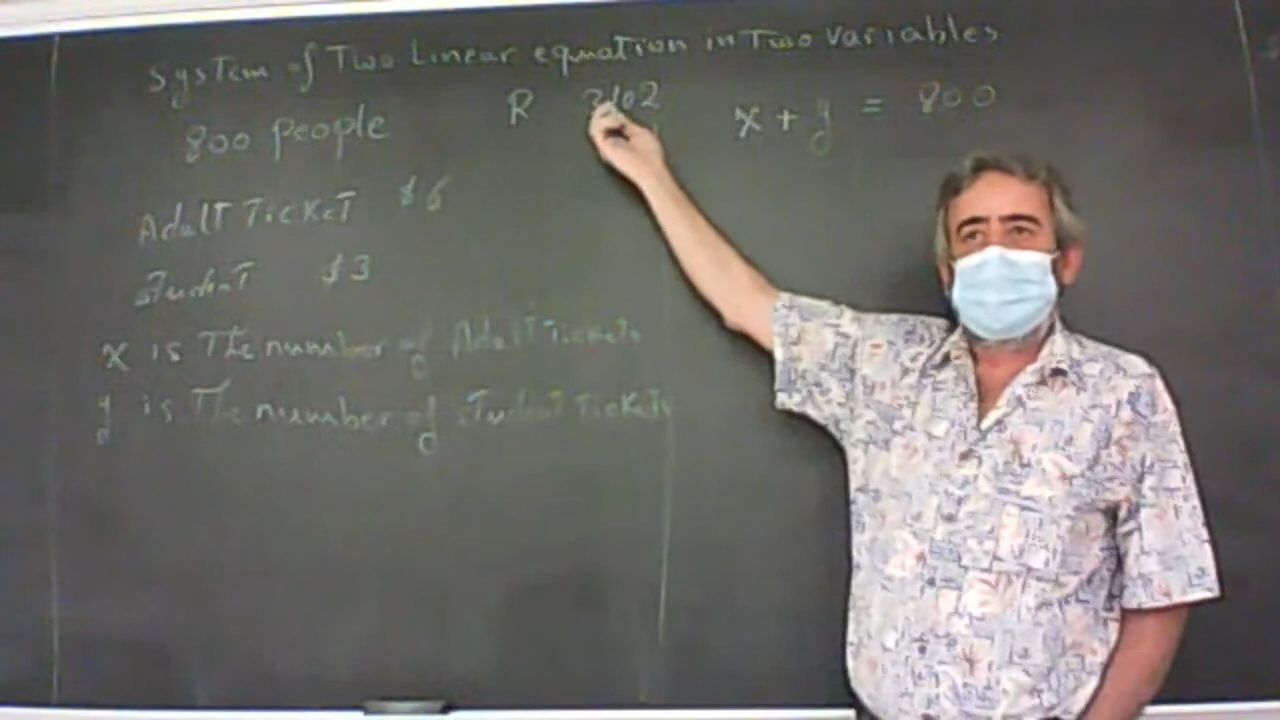 System of Two Linear equation in Two variables
800 people R 3102 x + y = 800
Adult Ticket $6
student $3
x is The number of Adult Tickets
y is The number of student Tickets